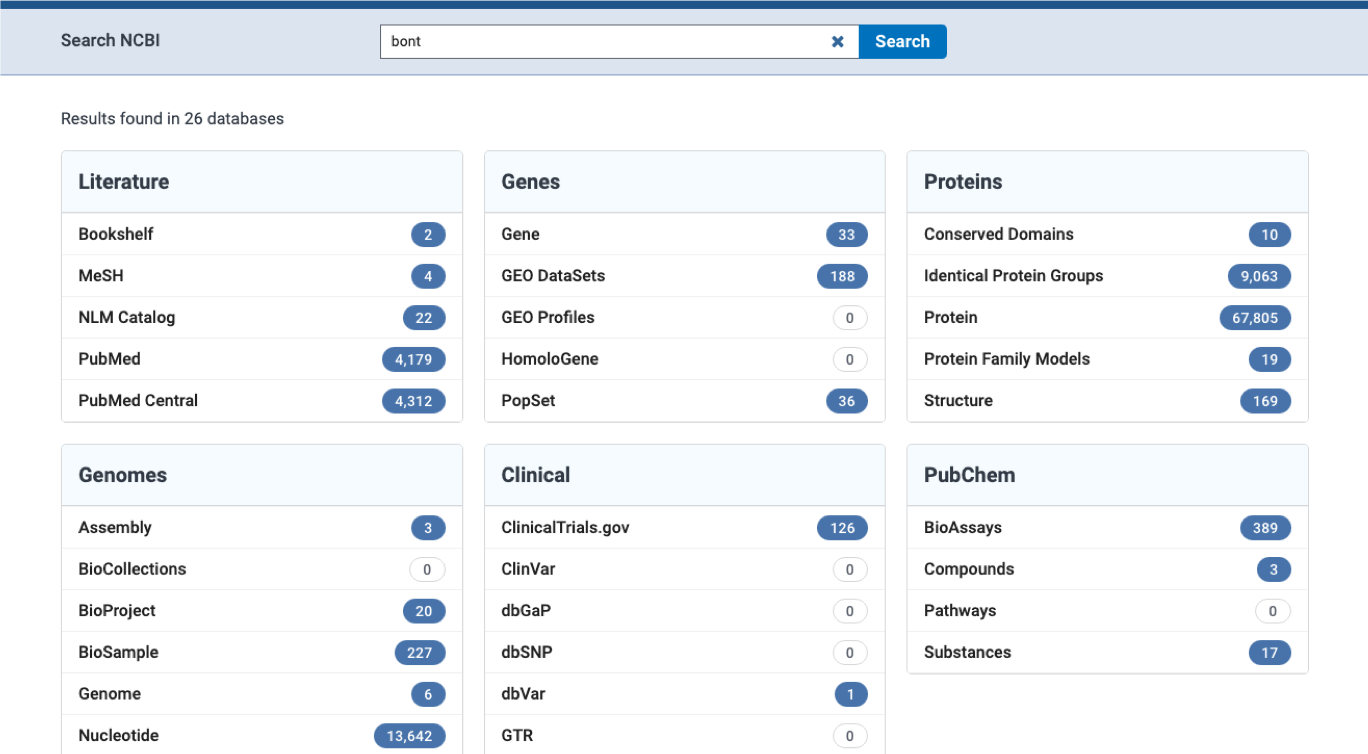 Search NCBI
bont
Search
Results found in 26 databases
Literature
Bookshelf 2
MeSH 4
NLM Catalog 22
PubMed 4,179
PubMed Central 4,312
Genes
Gene 33
GEO DataSets 188
GEO Profiles 0
HomoloGene 0
PopSet 36
Proteins
Conserved Domains 10
Identical Protein Groups 9,063
Protein 67,805
Protein Family Models 19
Structure 169
Genomes
Assembly 3
BioCollections 0
BioProject 20
BioSample 227
Genome 6
Nucleotide 13,642
Clinical
ClinicalTrials.gov 126
ClinVar 0
dbGaP 0
dbSNP 0
dbVar 1
GTR 0
PubChem
BioAssays 389
Compounds 3
Pathways 0
Substances 17